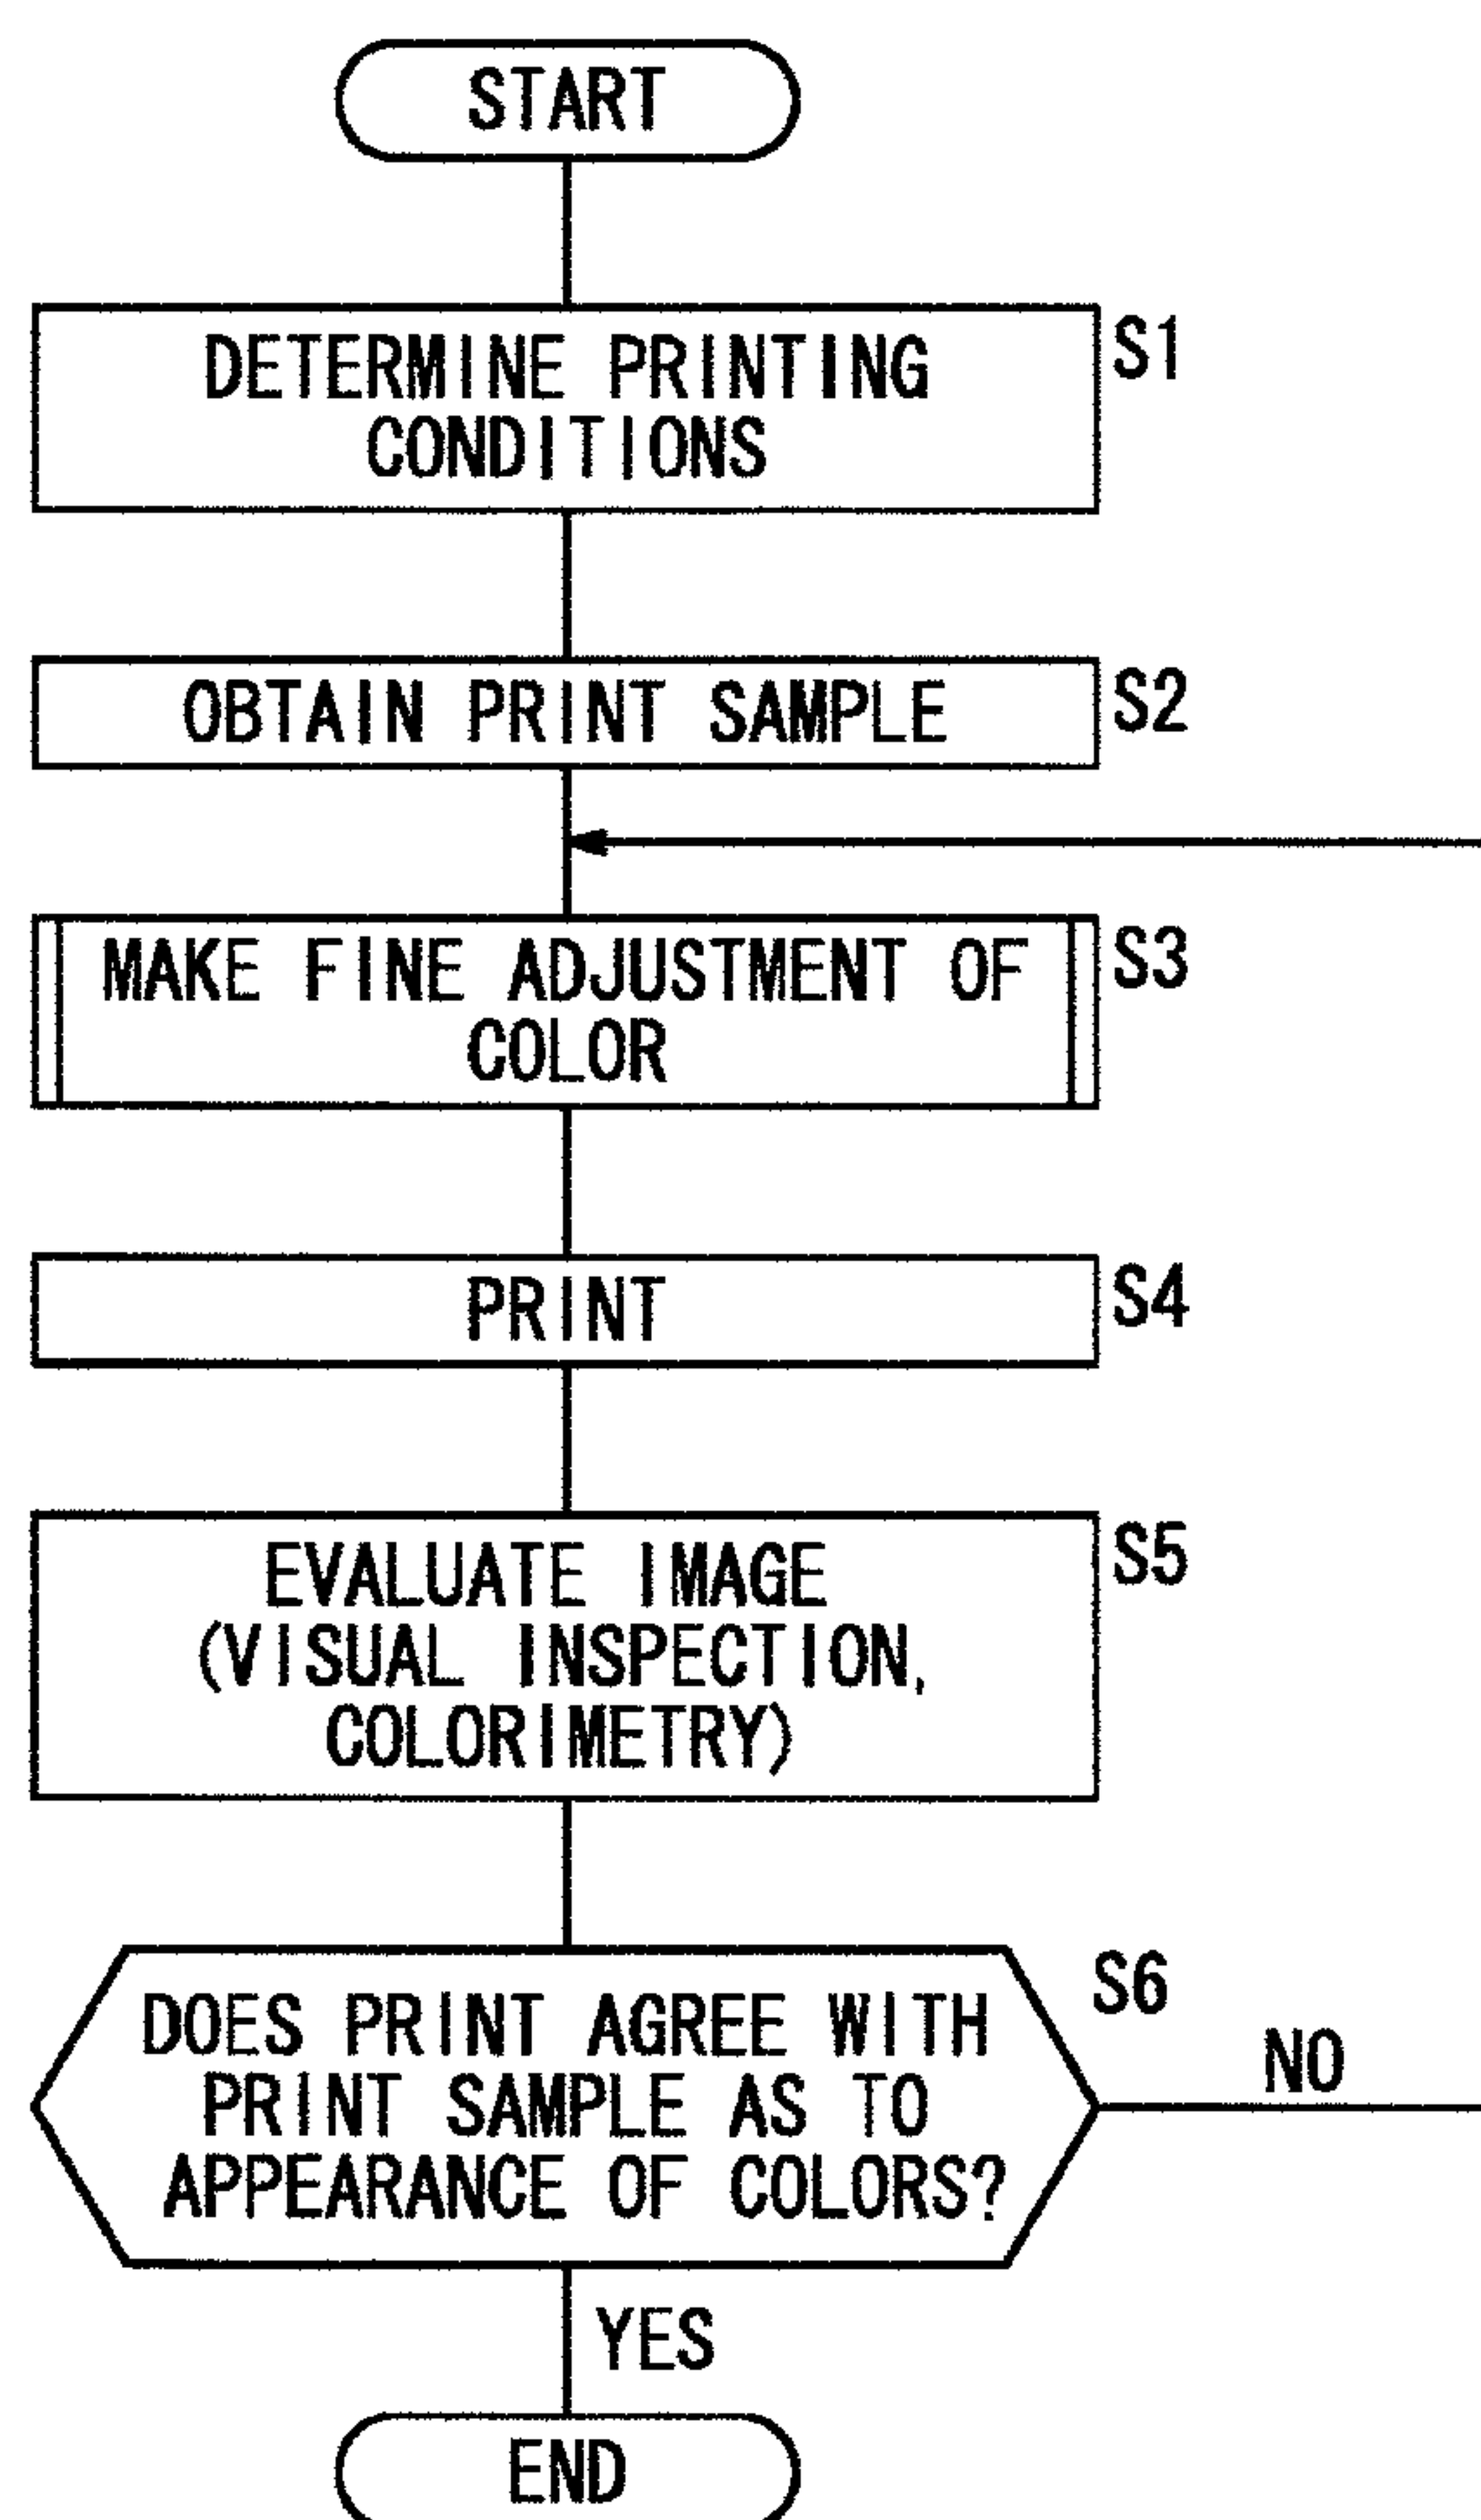 START
DETERMINE PRINTING
CONDITIONS
S1
OBTAIN PRINT SAMPLE
S2
MAKE FINE ADJUSTMENT OF
COLOR
S3
PRINT
S4
EVALUATE IMAGE
(VISUAL INSPECTION,
COLORIMETRY)
S5
DOES PRINT AGREE WITH
PRINT SAMPLE AS TO
APPEARANCE OF COLORS?
S6
NO
YES
END